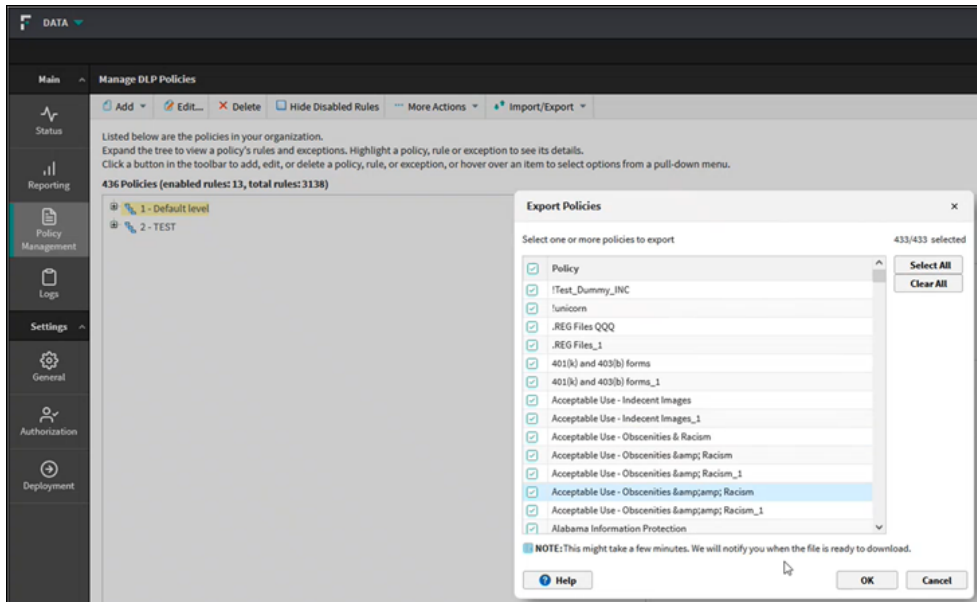 DATA
Main
Manage DLP Policies
Add
Edit...
Delete
Hide Disabled Rules
More Actions
Import/Export
Status
Listed below are the policies in your organization.
Expand the tree to view a policy's rules and exceptions. Highlight a policy, rule or exception to see its details.
Click a button in the toolbar to add, edit, or delete a policy, rule, or exception, or hover over an item to select options from a pull-down menu.
436 Policies (enabled rules: 13, total rules: 3138)
1 - Default level
2 - TEST
Reporting
Policy
Management
Logs
Settings
General
Authorization
Deployment
Export Policies
Select one or more policies to export
433/433 selected
Policy
Select All
Clear All
!Test_Dummy_INC
!unicorn
.REG Files QQQ
.REG Files_1
401(k) and 403(b) forms
401(k) and 403(b) forms_1
Acceptable Use - Indecent Images
Acceptable Use - Indecent Images_1
Acceptable Use - Obscenities & Racism
Acceptable Use - Obscenities &amp; Racism
Acceptable Use - Obscenities &amp; Racism_1
Acceptable Use - Obscenities &amp;amp; Racism
Acceptable Use - Obscenities &amp;amp; Racism_1
Alabama Information Protection
NOTE: This might take a few minutes. We will notify you when the file is ready to download.
Help
OK
Cancel